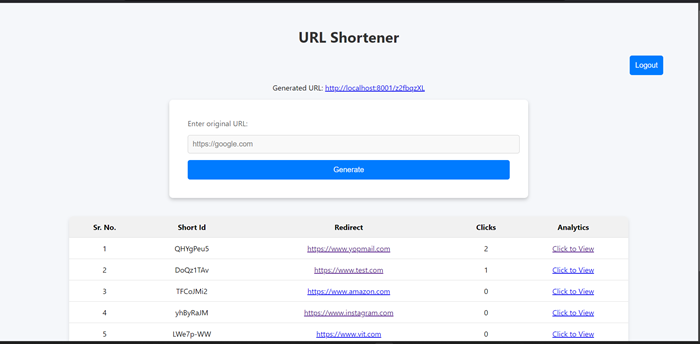 URL Shortener
Logout
Generated URL: http://localhost:8001/z2fbqzXL
Enter original URL:
https://google.com
Generate
Sr. No. Short Id Redirect Clicks Analytics
1 QHYgPeu5 https://www.yopmail.com 2 Click to View
2 DoQz1TAv https://www.test.com 1 Click to View
3 TFCoJMi2 https://www.amazon.com 0 Click to View
4 yhByRaJM https://www.instagram.com 0 Click to View
5 LWe7p-WW https://www.vit.com 0 Click to View